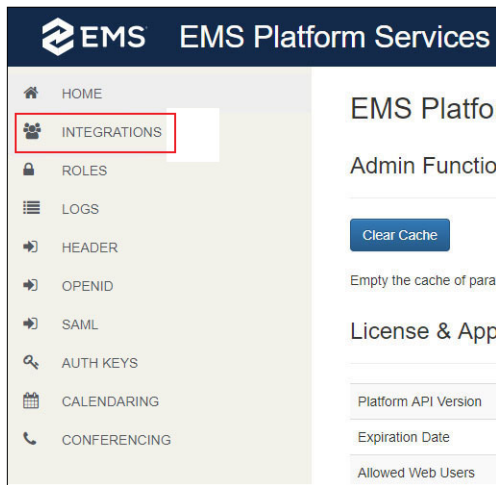 EMS EMS Platform Services
HOME
INTEGRATIONS
ROLES
LOGS
HEADER
OPENID
SAML
AUTH KEYS
CALENDARING
CONFERENCING
EMS Platfo
Admin Functio
Clear Cache
Empty the cache of para
License & App
Platform API Version
Expiration Date
Allowed Web Users